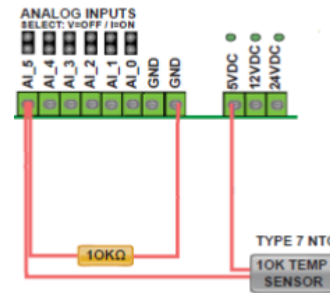 ANALOG INPUTS
SELECT: V=OFF / I=ON
AI_5
AI_4
AI_3
AI_2
AI_1
AI_0
GND
GND
5VDC
12VDC
24VDC
10KΩ
TYPE 7 NTC
10K TEMP
SENSOR